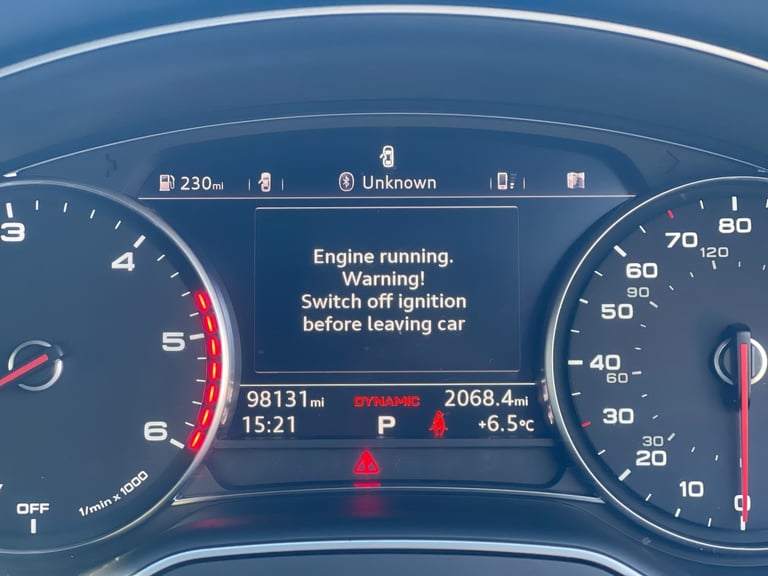 230mi
Unknown
Engine running.
Warning!
Switch off ignition
before leaving car
98131mi
DYNAMIC
2068.4mi
15:21
P
+6.5°C
3
4
5
6
1/min x 1000
OFF
80
70
120
60
90
50
40
60
30
30
20
10
0